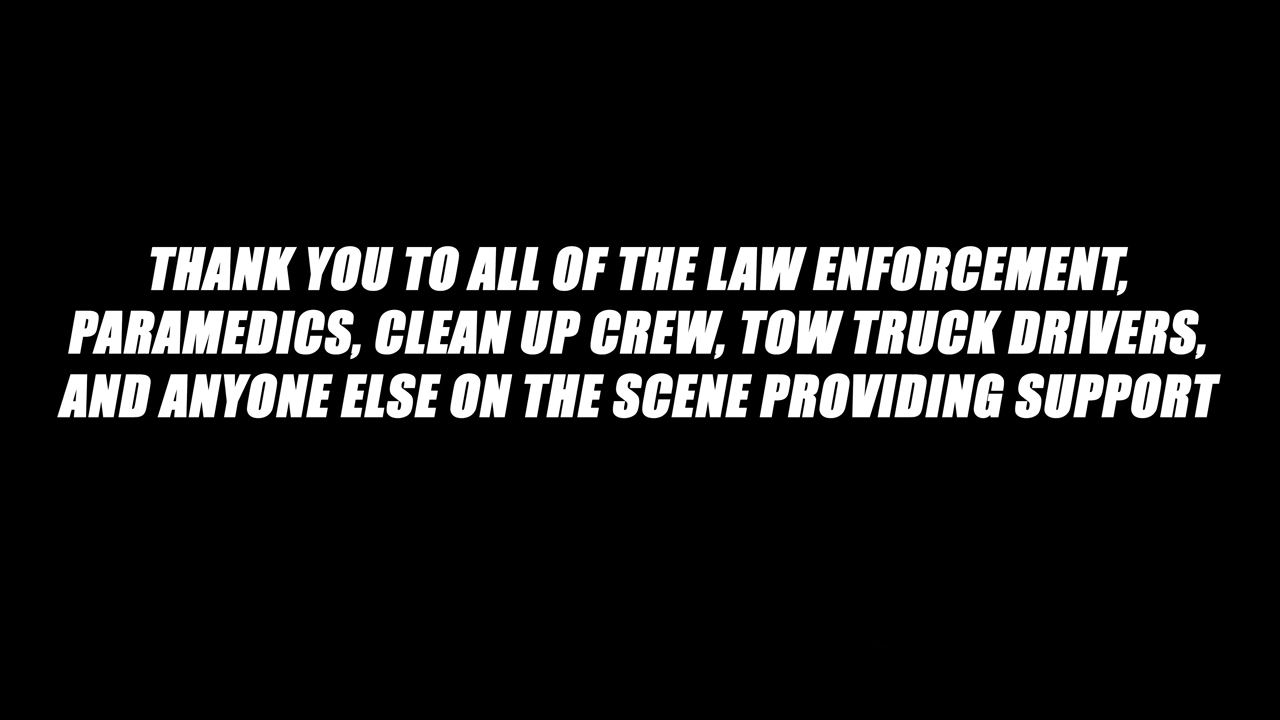 THANK YOU TO ALL OF THE LAW ENFORCEMENT,
PARAMEDICS, CLEAN UP CREW, TOW TRUCK DRIVERS,
AND ANYONE ELSE ON THE SCENE PROVIDING SUPPORT